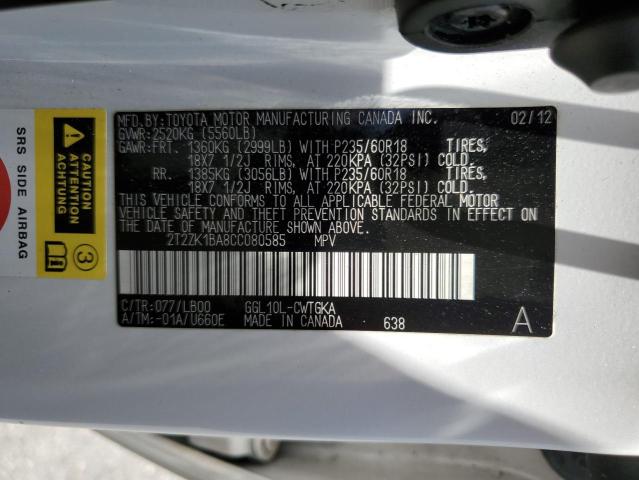 MFD.BY:TOYOTA MOTOR MANUFACTURING CANADA INC. 02/12
GVWR:2520KG (5560LB)
GAWR:FRT. 1360KG (2999LB) WITH P235/60R18 TIRES,
18X7 1/2J RIMS, AT 220KPA (32PSI) COLD.
RR. 1385KG (3056LB) WITH P235/60R18 TIRES,
18X7 1/2J RIMS, AT 220KPA (32PSI) COLD.
THIS VEHICLE CONFORMS TO ALL APPLICABLE FEDERAL MOTOR
VEHICLE SAFETY AND THEFT PREVENTION STANDARDS IN EFFECT ON
THE DATE OF MANUFACTURE SHOWN ABOVE.
2T2ZK1BA8CC080585 MPV
C/TR:077/LB00 GGL10L-CWTGKA
A/TM:-01A/U660E MADE IN CANADA 638 A
SRS SIDE AIRBAG
CAUTION
ATTENTION
ACHTUNG
3